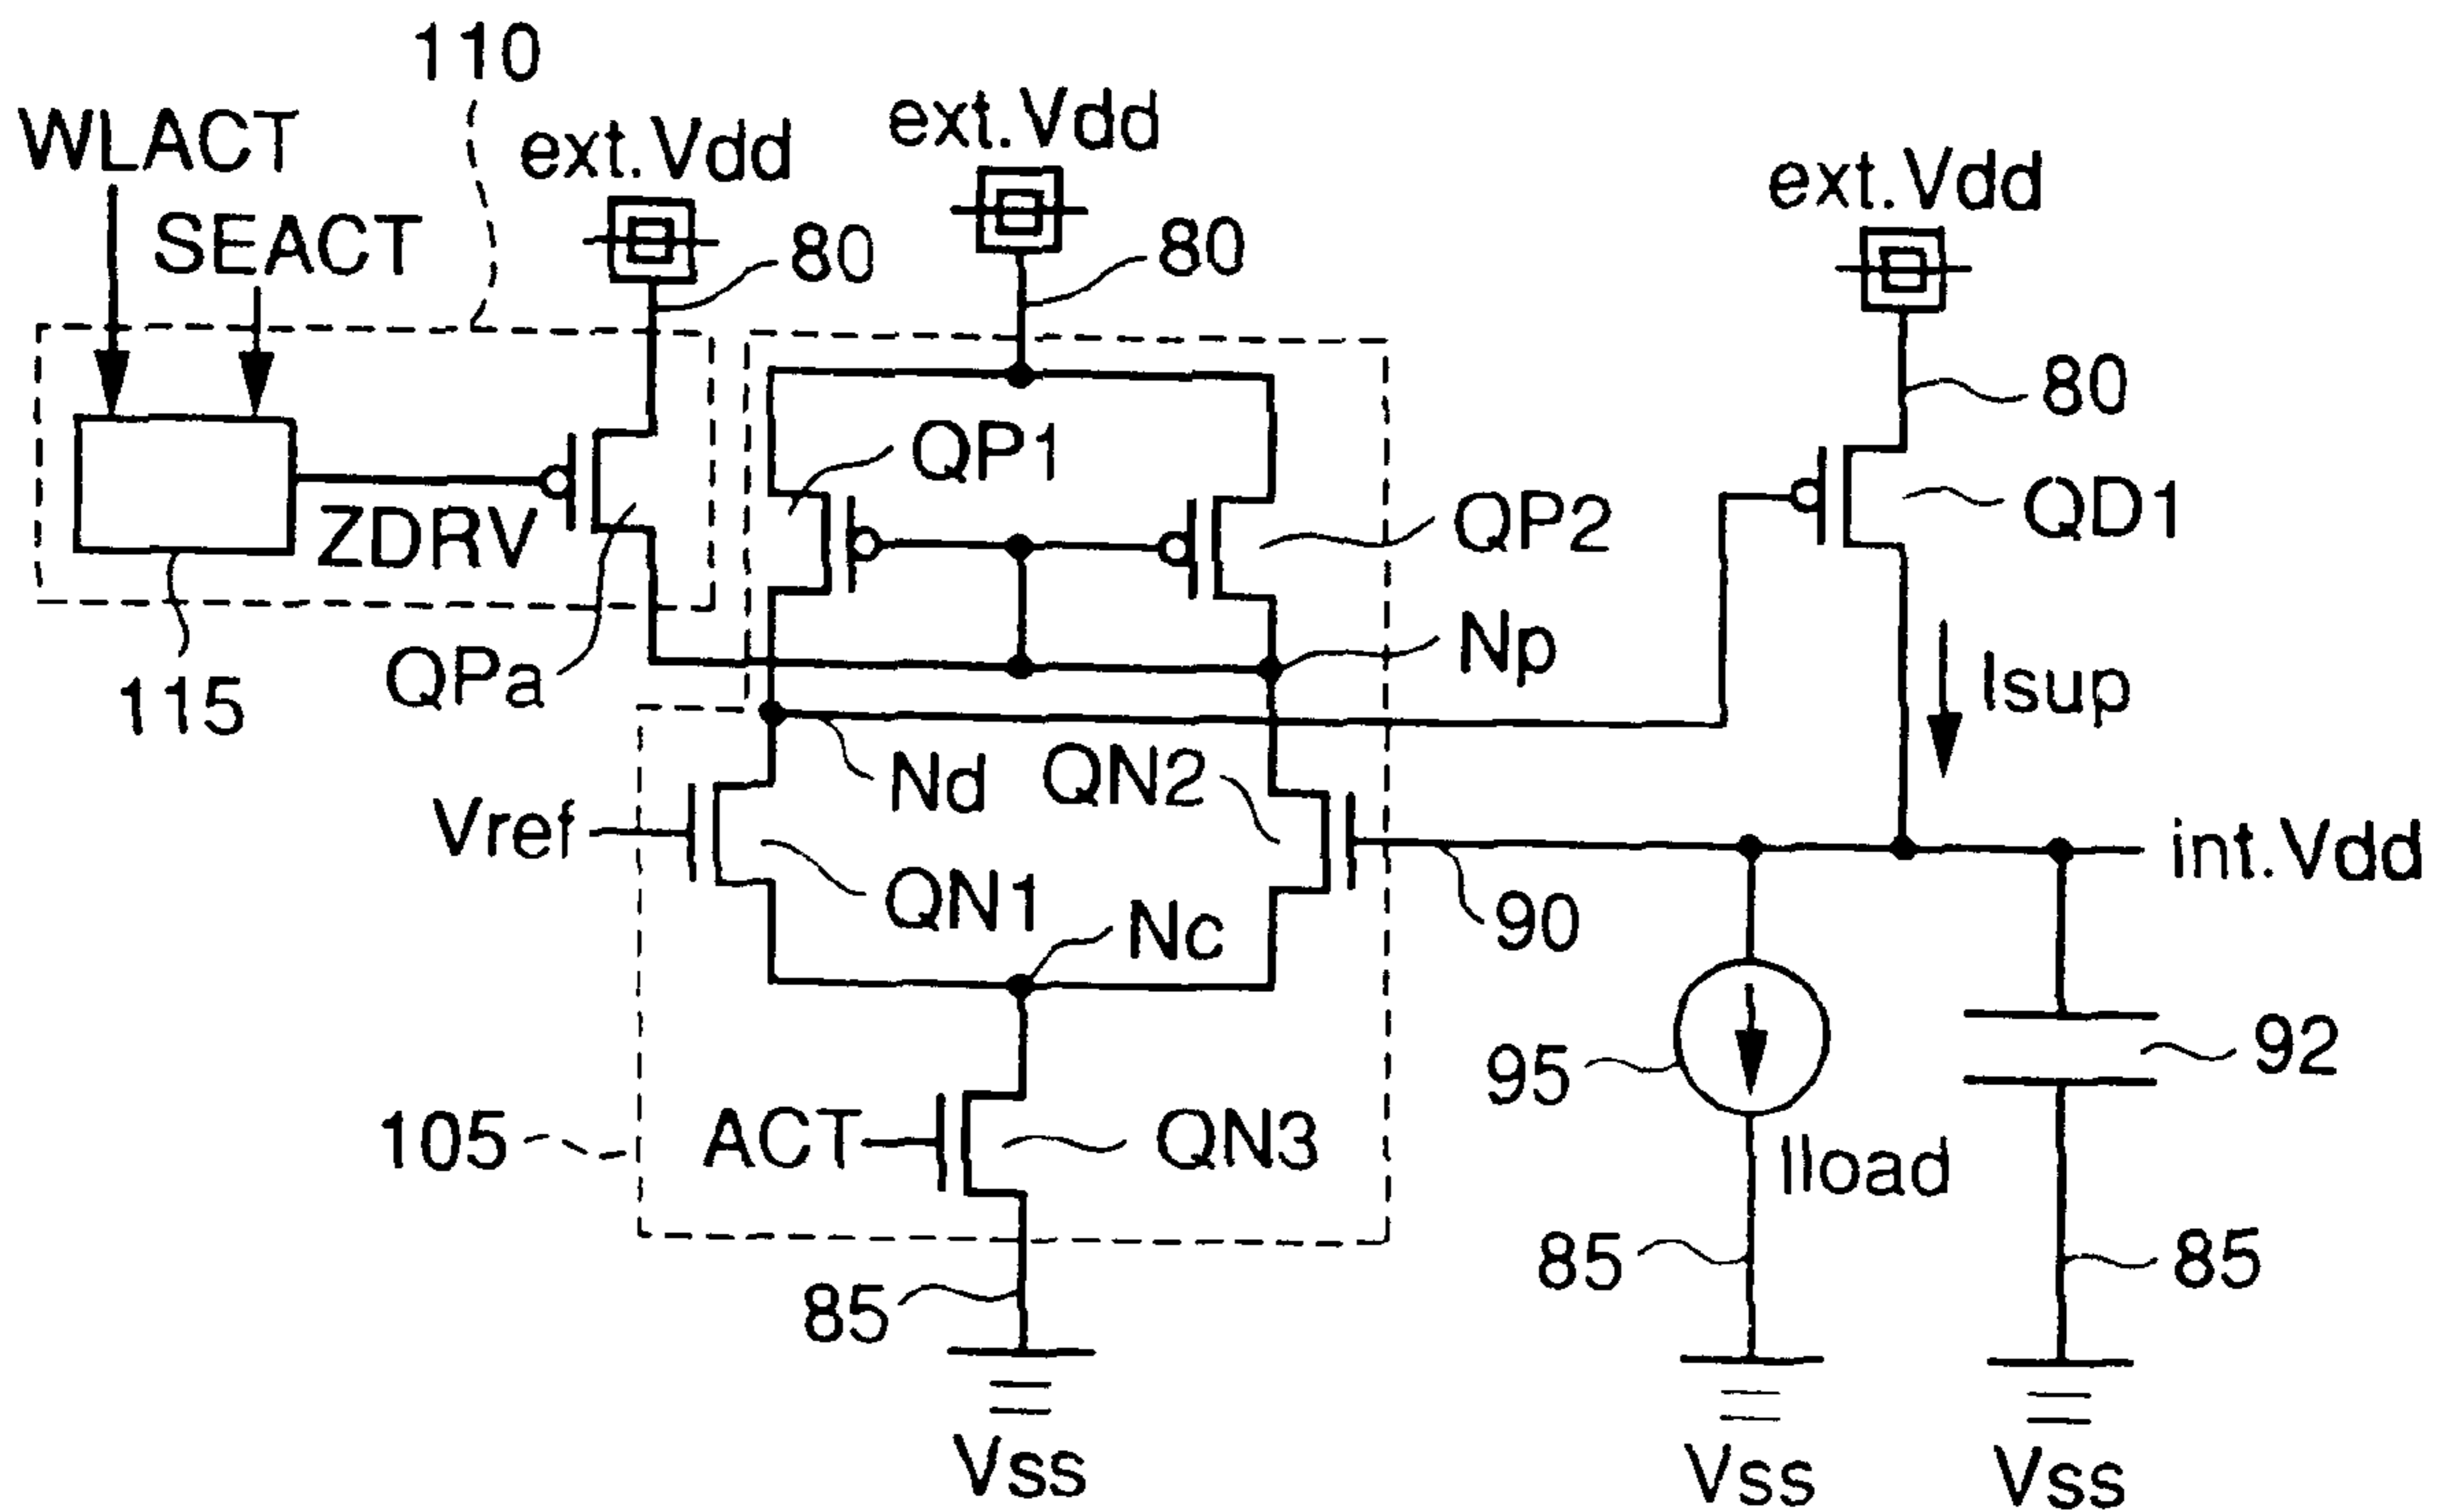 110
WLACT
ext.Vdd
ext.Vdd
ext.Vdd
SEACT
80
80
80
QP1
QP2
QD1
ZDRV
Np
QPa
115
Isup
Nd
QN2
Vref
int.Vdd
QN1
Nc
90
95
92
105
ACT
QN3
Iload
85
85
85
Vss
Vss
Vss